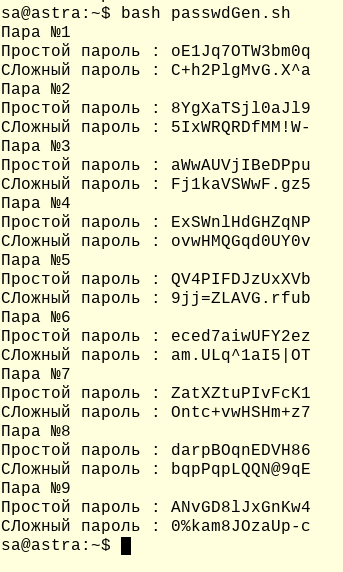 sa@astra:~$ bash passwdGen.sh
Пара №1
Простой пароль : oE1Jq7OTW3bm0q
СЛожный пароль : C+h2PlgMvG.X^a
Пара №2
Простой пароль : 8YgXaTSjl0aJl9
СЛожный пароль : 5IxWRQRDfMM!W-
Пара №3
Простой пароль : aWwAUVjIBeDPpu
СЛожный пароль : Fj1kaVSWwF.gz5
Пара №4
Простой пароль : ExSWnlHdGHZqNP
СЛожный пароль : ovwHMQGqd0UY0v
Пара №5
Простой пароль : QV4PIFDJzUxXVb
СЛожный пароль : 9jj=ZLAVG.rfub
Пара №6
Простой пароль : eced7aiwUFY2ez
СЛожный пароль : am.ULq^1aI5|OT
Пара №7
Простой пароль : ZatXZtuPIvFcK1
СЛожный пароль : Ontc+vwHSHm+z7
Пара №8
Простой пароль : darpBOqnEDVH86
СЛожный пароль : bqpPqpLQQN@9qE
Пара №9
Простой пароль : ANvGD8lJxGnKw4
СЛожный пароль : 0%kam8JOzaUp-c
sa@astra:~$